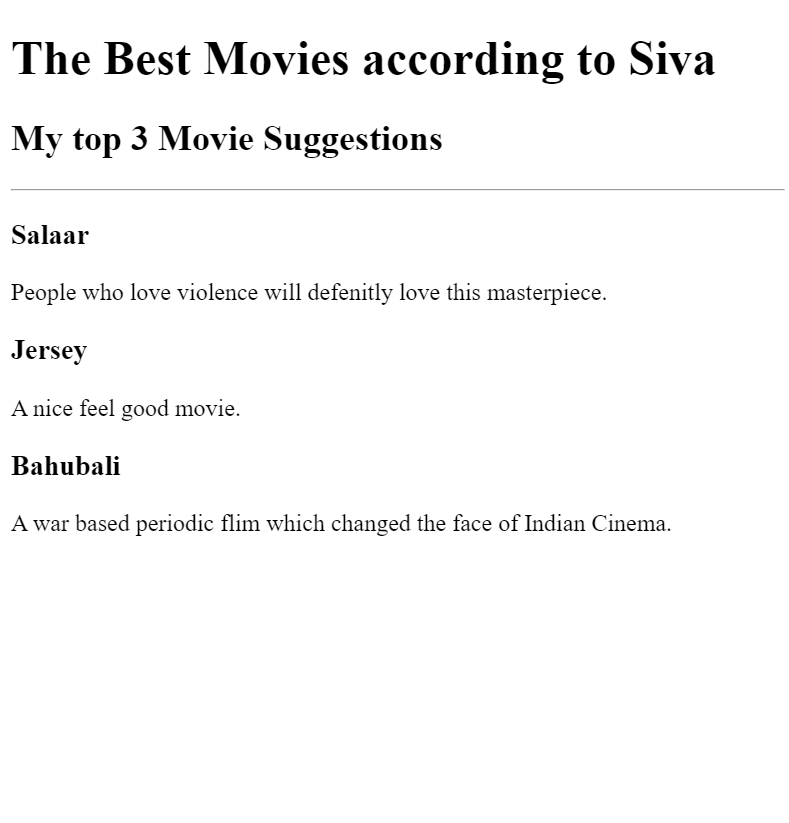 The Best Movies according to Siva
My top 3 Movie Suggestions
Salaar
People who love violence will defenitly love this masterpiece.
Jersey
A nice feel good movie.
Bahubali
A war based periodic flim which changed the face of Indian Cinema.